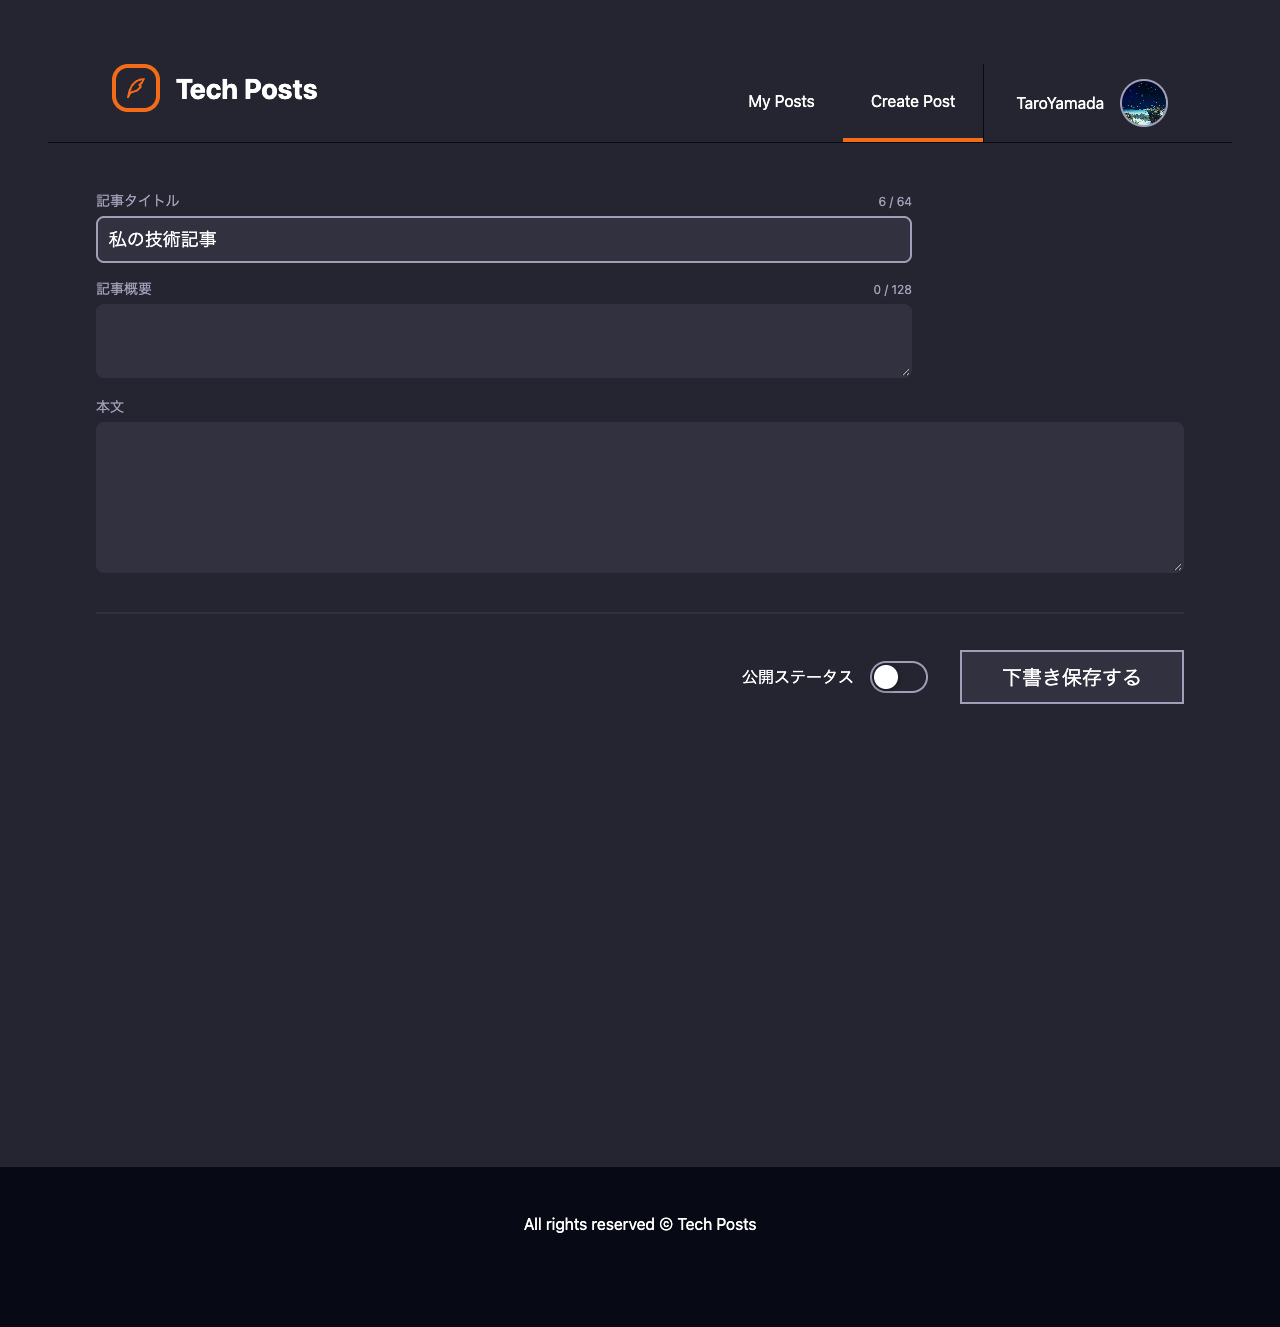 Tech Posts
My Posts
Create Post
TaroYamada
記事タイトル
6 / 64
私の技術記事
記事概要
0 / 128
本文
公開ステータス
下書き保存する
All rights reserved © Tech Posts